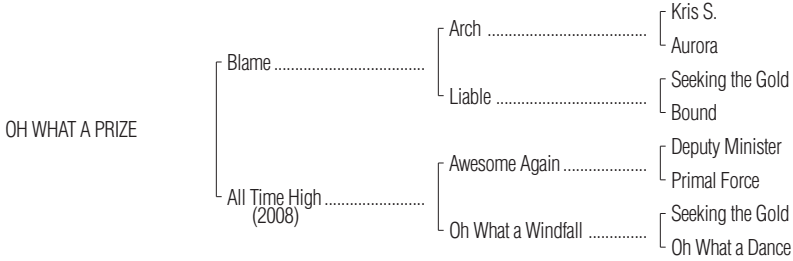 Kris S.
Arch ......................................
Aurora
Blame ....................................
Seeking the Gold
Liable ....................................
Bound
OH WHAT A PRIZE
Deputy Minister
Awesome Again ....................
Primal Force
All Time High ........................
(2008)
Seeking the Gold
Oh What a Windfall ..............
Oh What a Dance